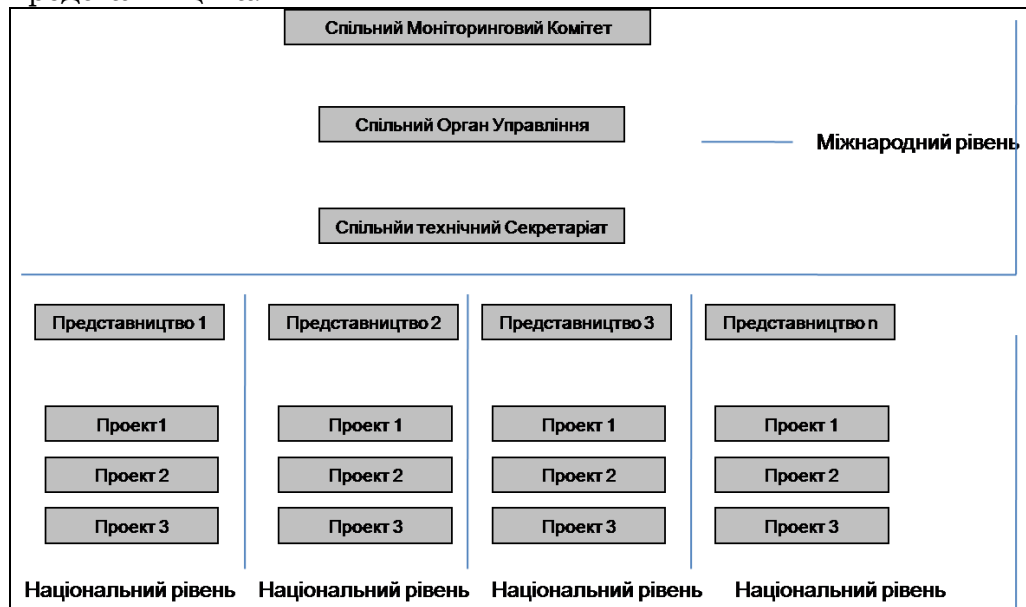 Спільний Моніторинговий Комітет
Спільний Орган Управління
Міжнародний рівень
Спільнйи технічний Секретаріат
Представництво 1
Представництво 2
Представництво 3
Представництво n
Проект1
Проект 1
Проект 1
Проект 1
Проект 2
Проект 2
Проект 2
Проект 2
Проект 3
Проект 3
Проект 3
Проект 3
Національний рівень
Національний рівень
Національний рівень
Національний рівень